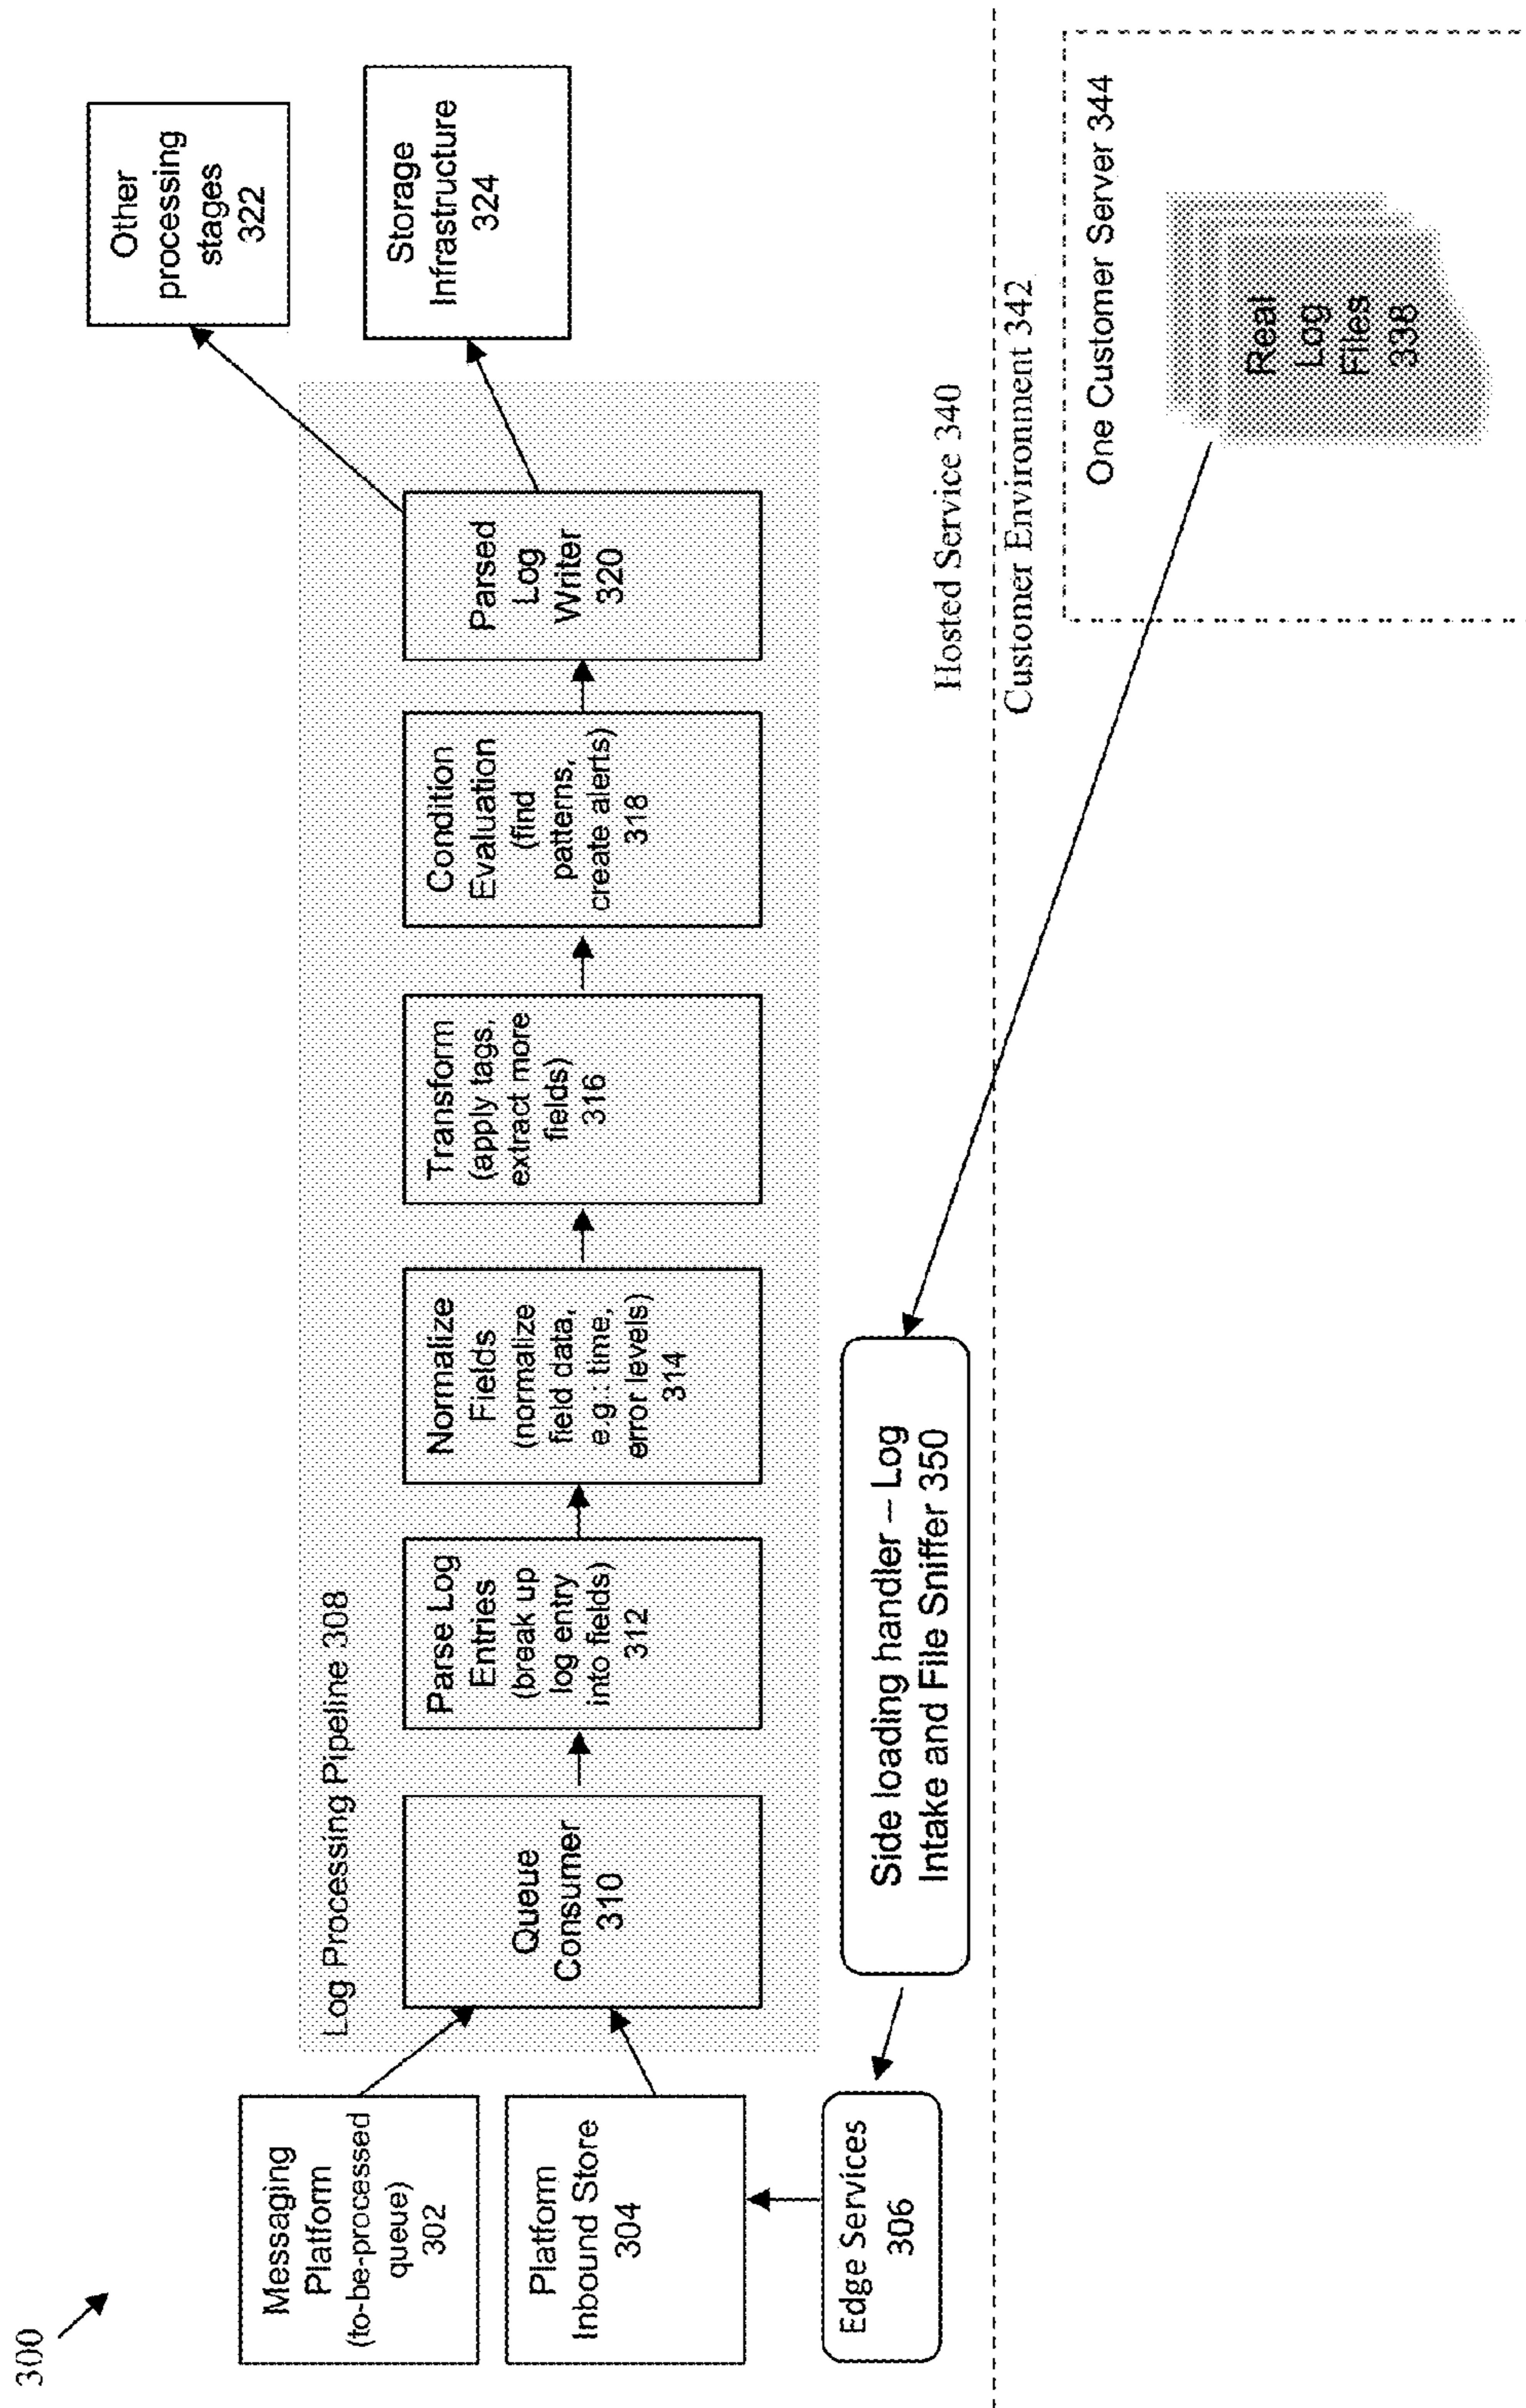 300
Messaging
Platform
(to-be-processed
queue)
302
Platform
Inbound Store
304
Edge Services
306
Log Processing Pipeline 308
Queue
Consumer
310
Parse Log
Entries
(break up
log entry
into fields)
312
Normalize
Fields
(normalize
field data,
e.g.: time,
error levels)
314
Transform
(apply tags,
extract more
fields)
316
Condition
Evaluation
(find
patterns,
create alerts)
318
Parsed
Log
Writer
320
Other
processing
stages
322
Storage
Infrastructure
324
Side loading handler – Log
Intake and File Sniffer 350
Hosted Service 340
Customer Environment 342
One Customer Server 344
Real
Log
Files
338